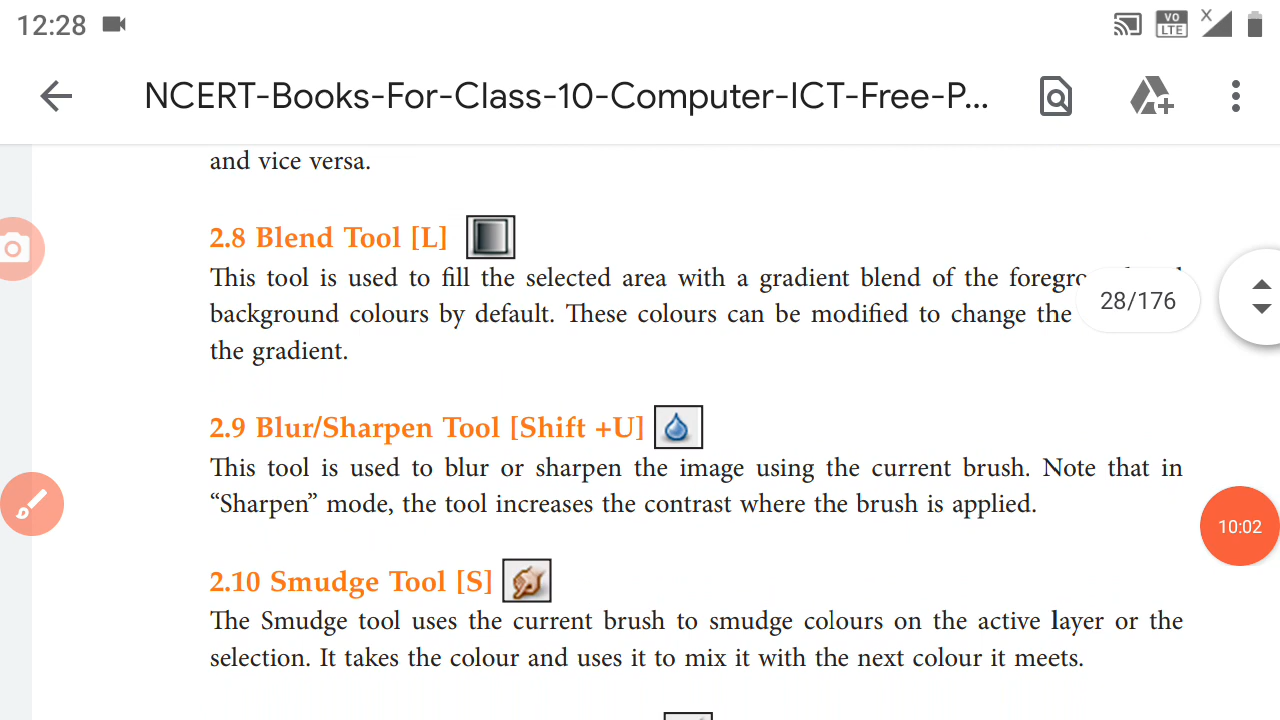 12:28
VO LTE X
NCERT-Books-For-Class-10-Computer-ICT-Free-P...
and vice versa.
2.8 Blend Tool [L]
This tool is used to fill the selected area with a gradient blend of the
background colours by default. These colours can be modified to change the
28/176
the gradient.
2.9 Blur/Sharpen Tool [Shift +U]
This tool is used to blur or sharpen the image using the current brush. Note that in
“Sharpen” mode, the tool increases the contrast where the brush is applied.
10:02
2.10 Smudge Tool [S]
The Smudge tool uses the current brush to smudge colours on the active layer or the
selection. It takes the colour and uses it to mix it with the next colour it meets.